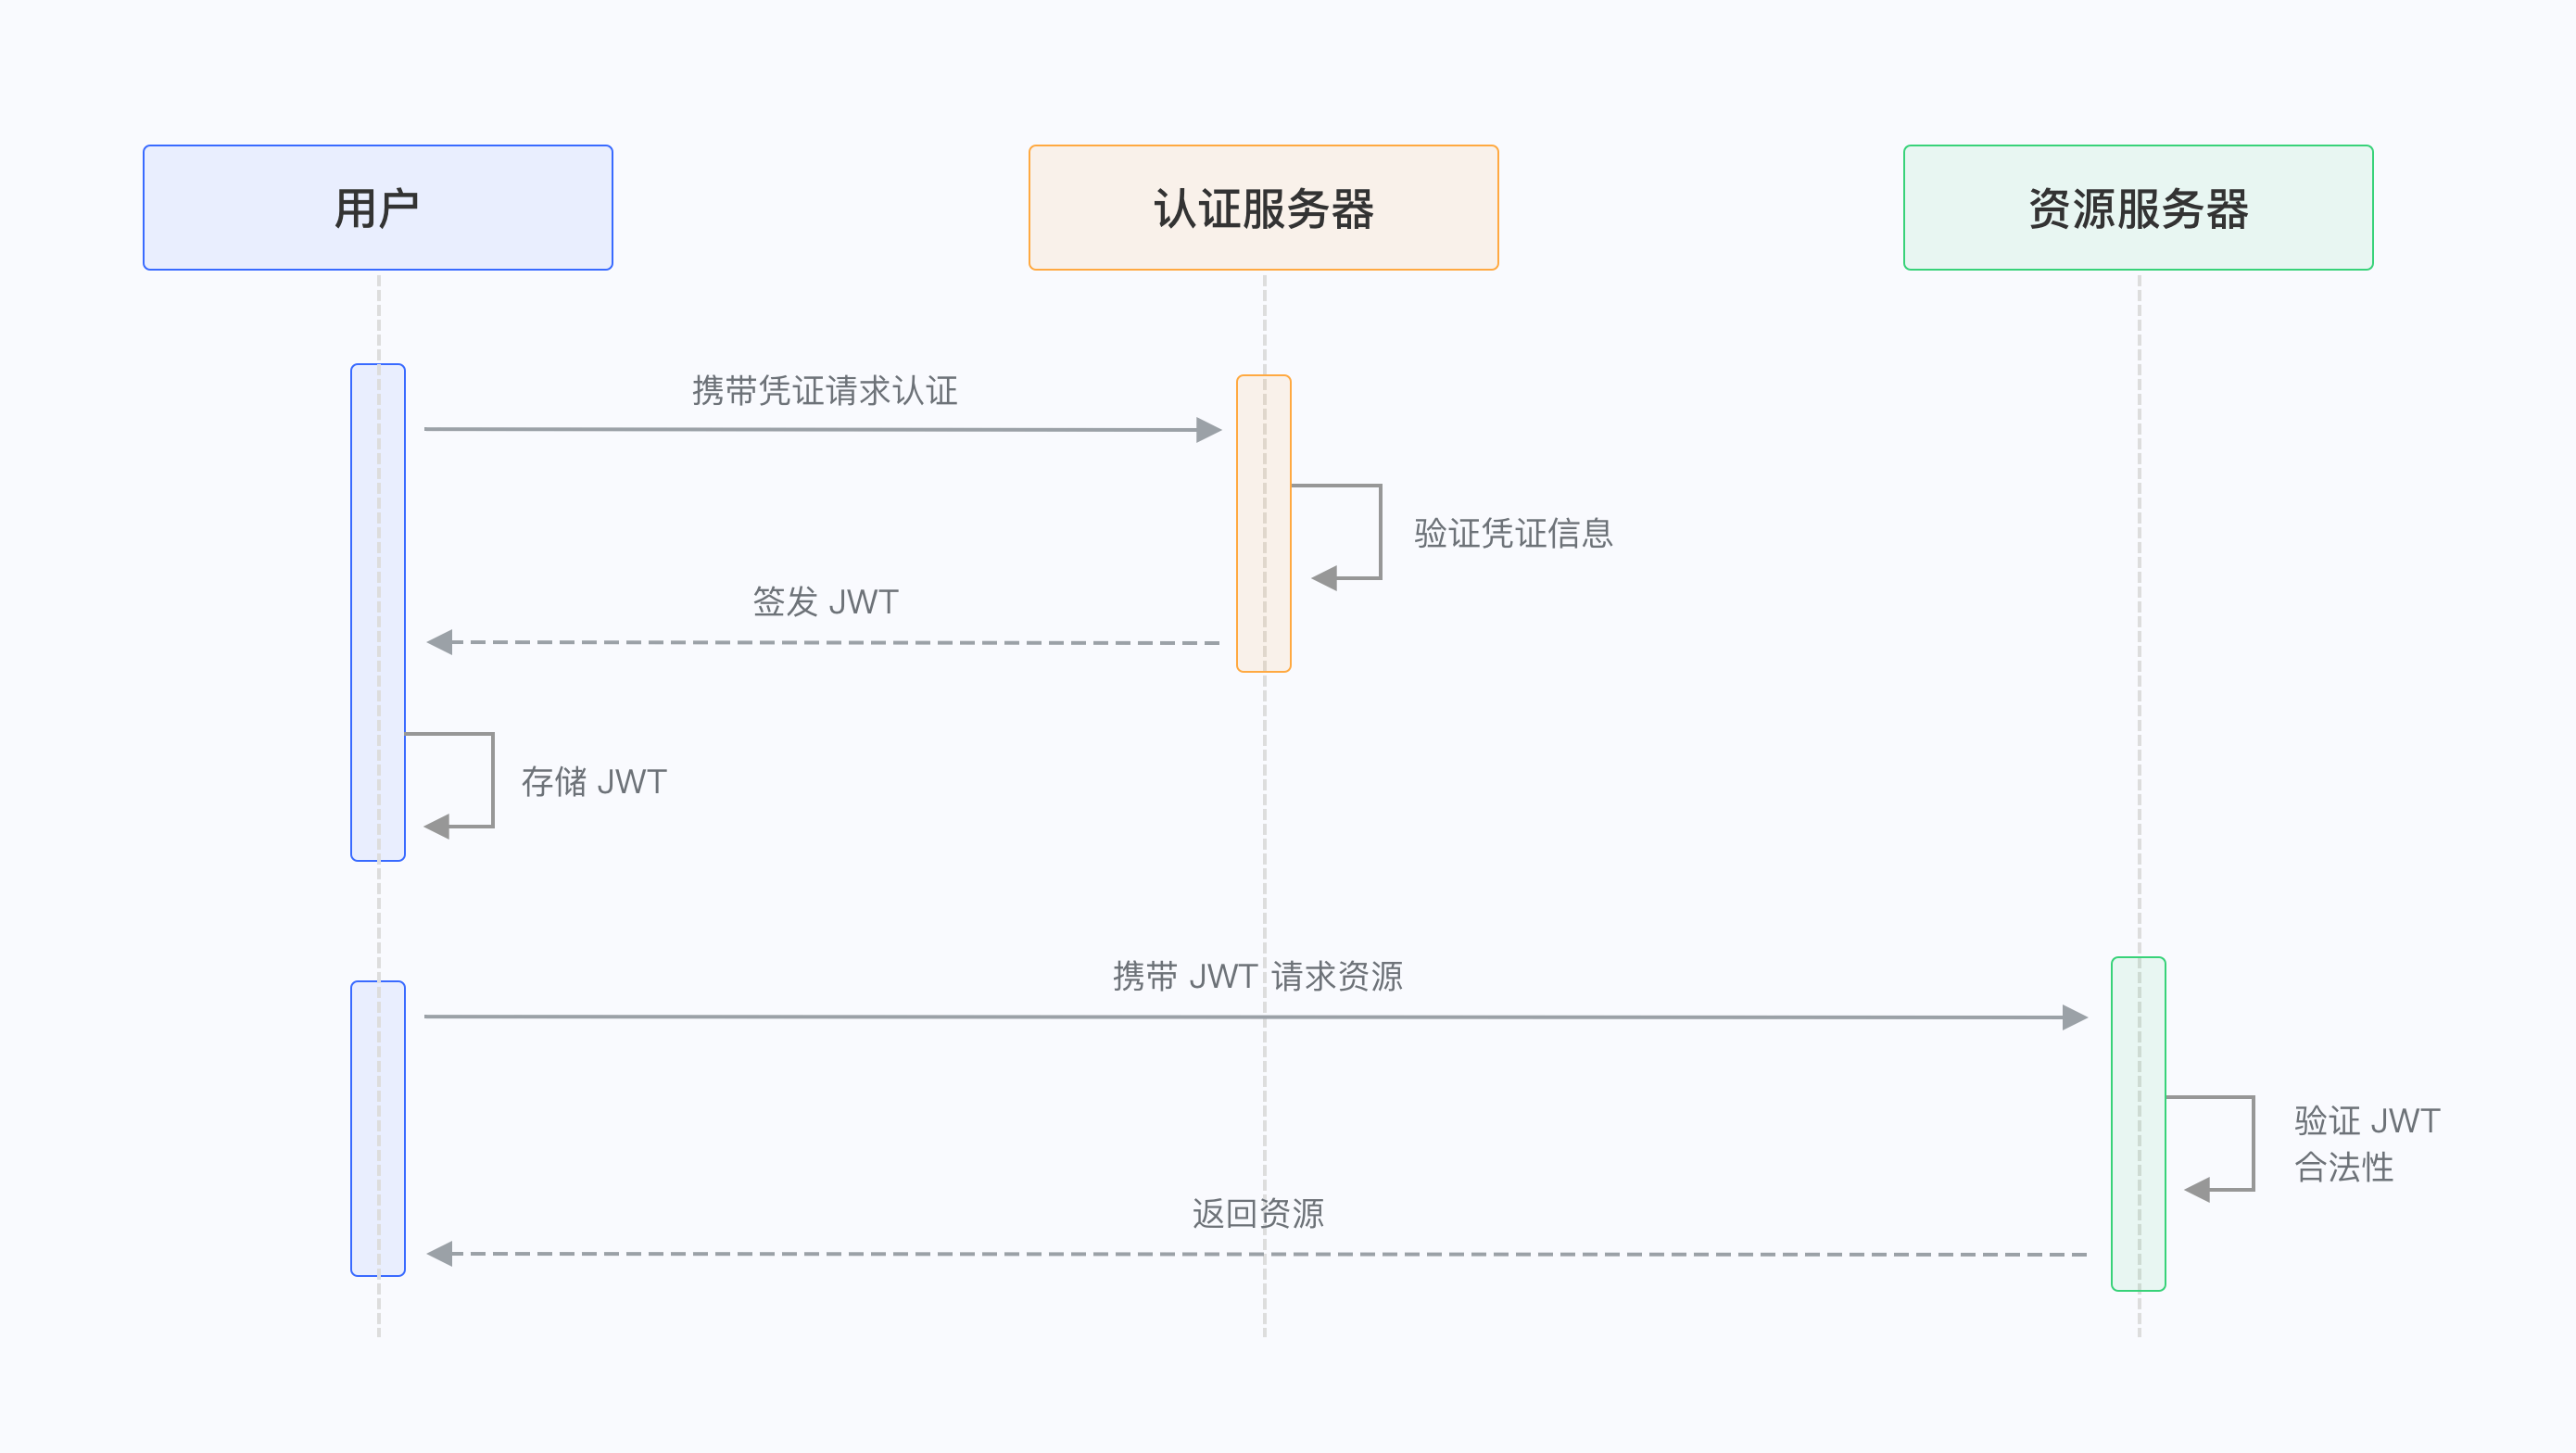 用户
认证服务器
资源服务器
携带凭证请求认证
验证凭证信息
签发 JWT
存储 JWT
携带 JWT 请求资源
验证 JWT
合法性
返回资源